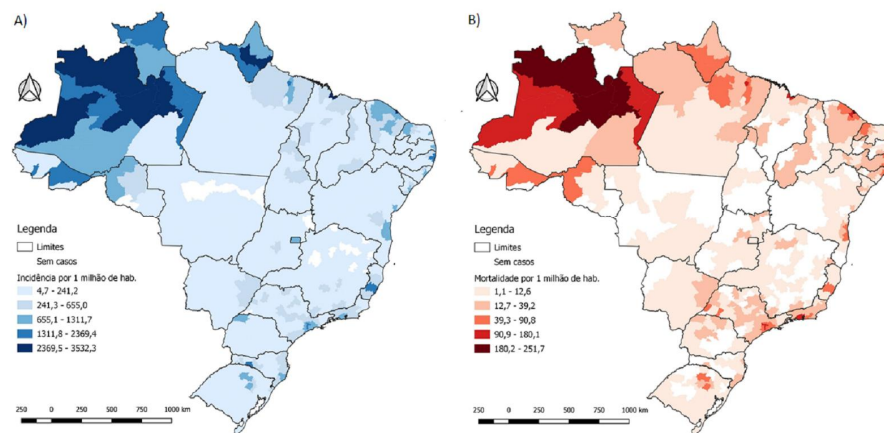 A)
Legenda
Limites
Sem casos
Incidência por 1 milhão de hab.
4,7 - 241,2
241,3 - 655,0
655,1 - 1311,7
1311,8 - 2369,4
2369,5 - 3532,3
250 0 250 500 750 1000 km
B)
Legenda
Limites
Sem casos
Mortalidade por 1 milhão de hab.
1,1 - 12,6
12,7 - 39,2
39,3 - 90,8
90,9 - 180,1
180,2 - 251,7
250 0 250 500 750 1000 km